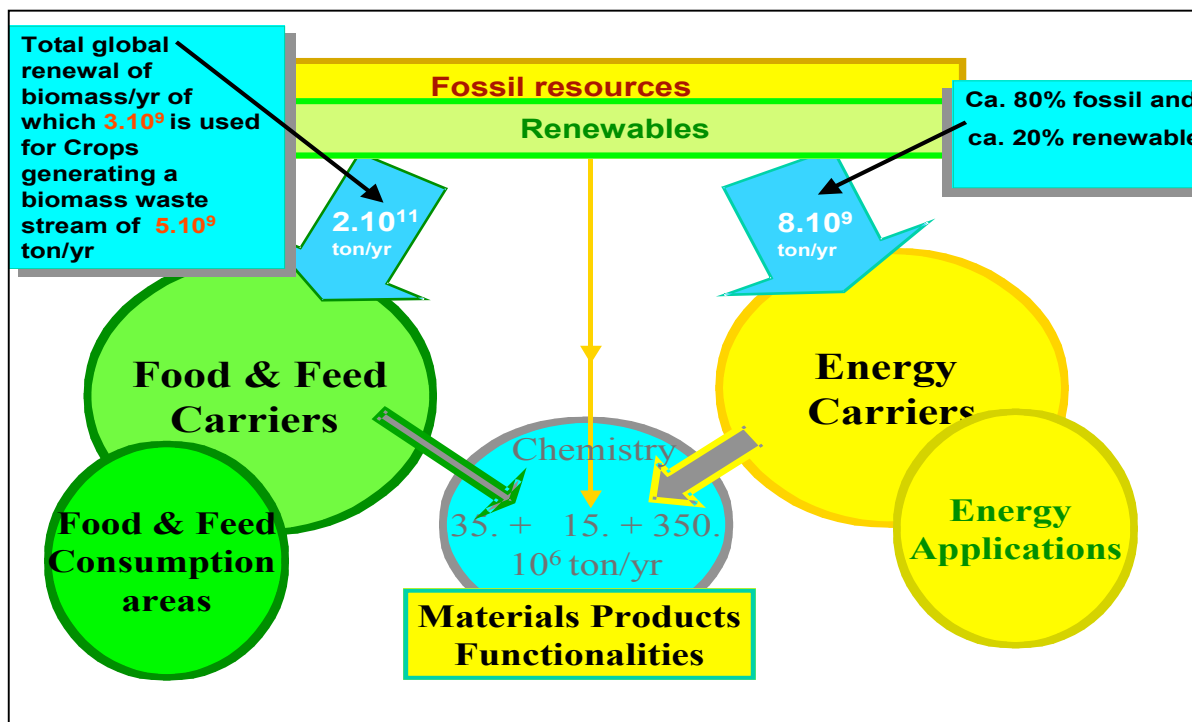 Total global
renewal of
biomass/yr of
which 3.10⁹ is used
for Crops
generating a
biomass waste
stream of 5.10⁹
ton/yr
Fossil resources
Renewables
Ca. 80% fossil and
ca. 20% renewable
2.10¹¹
ton/yr
8.10⁹
ton/yr
Food & Feed
Carriers
Energy
Carriers
Chemistry
35. + 15. + 350.
10⁶ ton/yr
Food & Feed
Consumption
areas
Energy
Applications
Materials Products
Functionalities